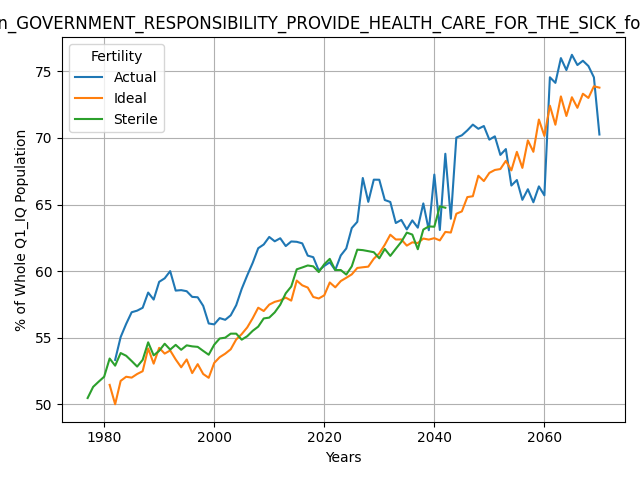 n_GOVERNMENT_RESPONSIBILITY_PROVIDE_HEALTH_CARE_FOR_THE_SICK_fo
Fertility
Actual
Ideal
Sterile
% of Whole Q1_IQ Population
75
70
65
60
55
50
1980
2000
2020
2040
2060
Years